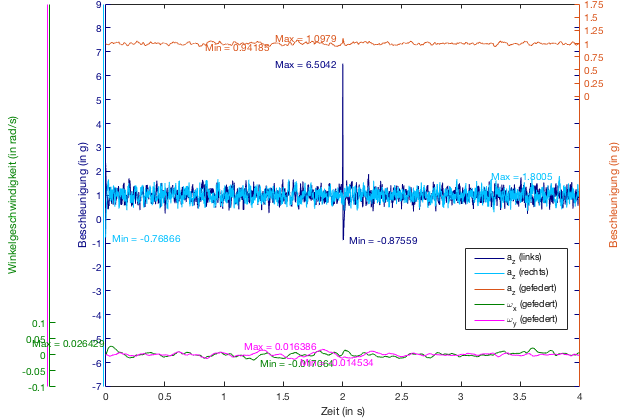 Winkelgeschwindigkeit (in rad/s)
0.1
0.05
0
-0.05
-0.1
Beschleunigung (in g)
9
8
7
6
5
4
3
2
1
0
-1
-2
-3
-4
-5
-6
-7
Max = 1.0979
Min = 0.94185
Max = 6.5042
Max = 1.8005
Min = -0.76866
Min = -0.87559
a_z (links)
a_z (rechts)
a_z (gefedert)
ω_x (gefedert)
ω_y (gefedert)
Max = 0.016386
Min = -0.017064
-0.014534
1.75
1.5
1.25
1
0.75
0.5
0.25
0
Beschleunigung (in g)
0
0.5
1
1.5
2
2.5
3
3.5
4
Zeit (in s)